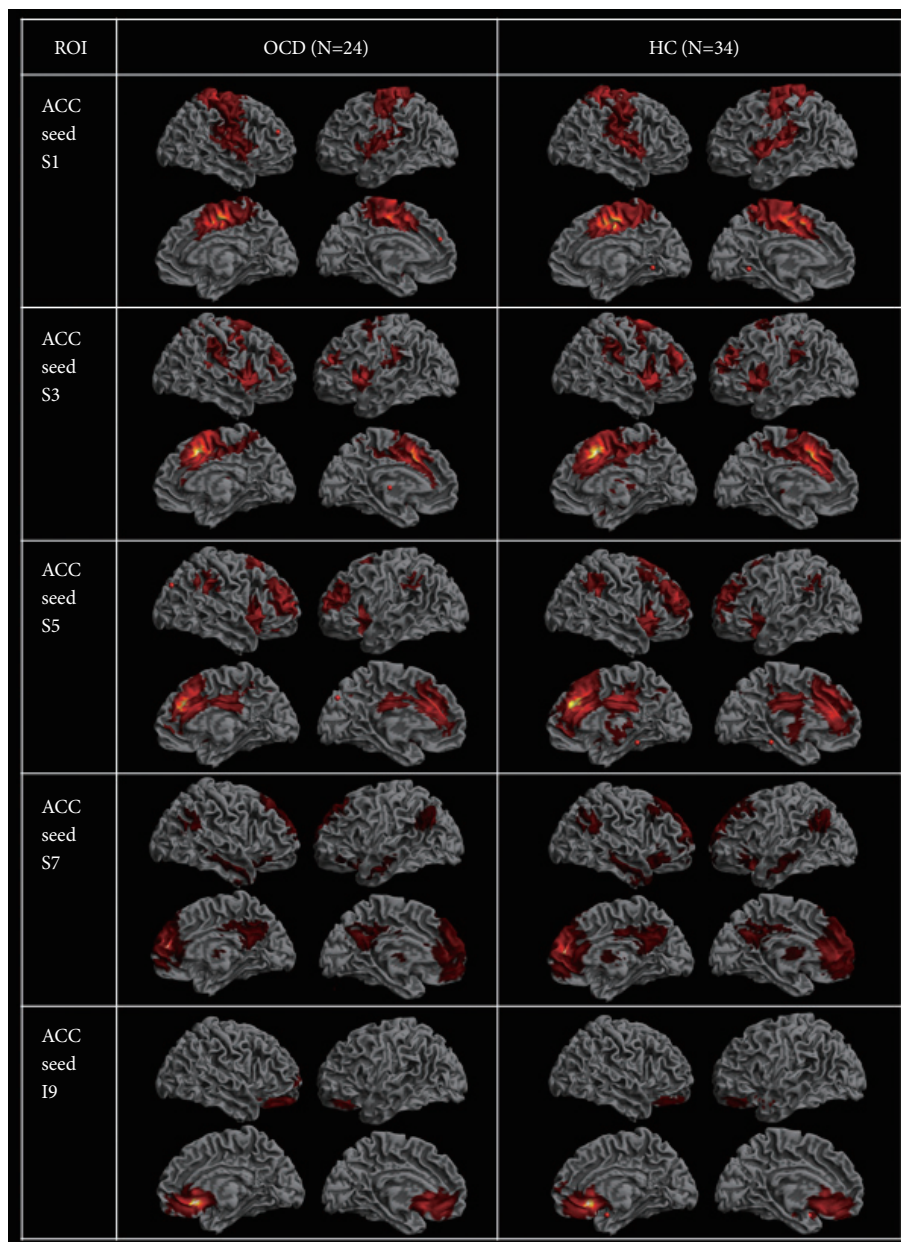 ROI OCD (N=24) HC (N=34)
ACC
seed
S1
ACC
seed
S3
ACC
seed
S5
ACC
seed
S7
ACC
seed
I9